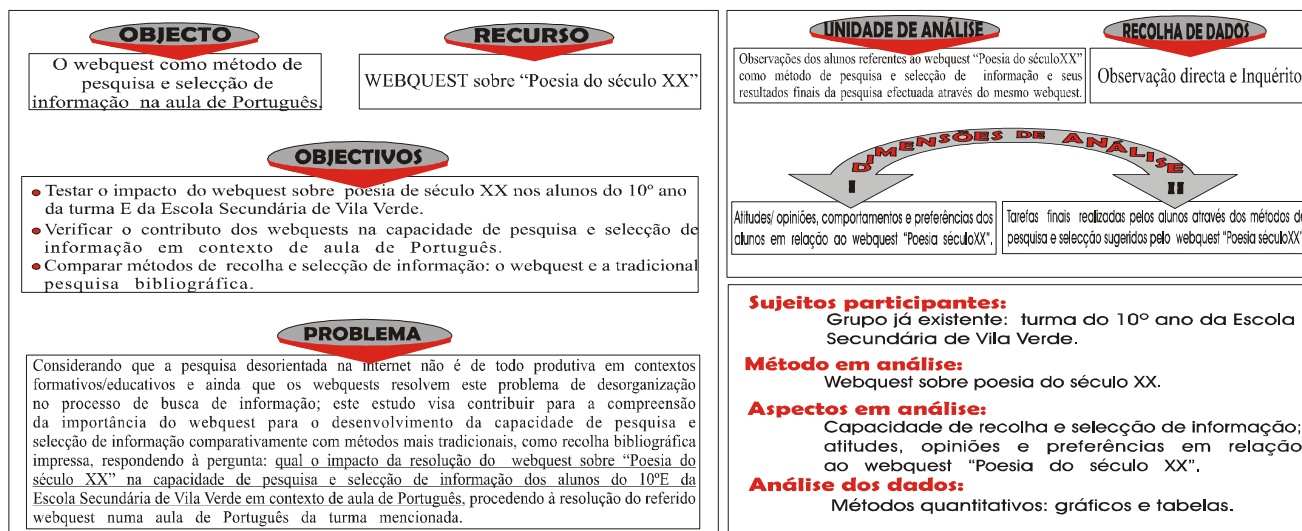 OBJECTO
O webquest como método de
pesquisa e selecção de
informação na aula de Português.
RECURSO
WEBQUEST sobre “Poesia do século XX”
OBJECTIVOS
Testar o impacto do webquest sobre poesia de século XX nos alunos do 10º ano
da turma E da Escola Secundária de Vila Verde.
Verificar o contributo dos webquests na capacidade de pesquisa e selecção de
informação em contexto de aula de Português.
Comparar métodos de recolha e selecção de informação: o webquest e a tradicional
pesquisa bibliográfica.
PROBLEMA
Considerando que a pesquisa desorientada na internet não é de todo produtiva em contextos
formativos/educativos e ainda que os webquests resolvem este problema de desorganização
no processo de busca de informação; este estudo visa contribuir para a compreensão
da importância do webquest para o desenvolvimento da capacidade de pesquisa e
selecção de informação comparativamente com métodos mais tradicionais, como recolha bibliográfica
impressa, respondendo à pergunta: qual o impacto da resolução do webquest sobre “Poesia do
século XX” na capacidade de pesquisa e selecção de informação dos alunos do 10ºE da
Escola Secundária de Vila Verde em contexto de aula de Português, procedendo à resolução do referido
webquest numa aula de Português da turma mencionada.
UNIDADE DE ANÁLISE
Observações dos alunos referentes ao webquest “Poesia do séculoXX”
como método de pesquisa e selecção de informação e seus
resultados finais da pesquisa efectuada através do mesmo webquest.
RECOLHA DE DADOS
Observação directa e Inquérito
DIMENSÕES DE ANÁLISE
I
II
Atitudes/ opiniões, comportamentos e preferências dos
alunos em relação ao webquest “Poesia séculoXX”.
Tarefas finais realizadas pelos alunos através dos métodos de
pesquisa e selecção sugeridos pelo webquest “Poesia séculoXX”
Sujeitos participantes:
Grupo já existente: turma do 10º ano da Escola
Secundária de Vila Verde.
Método em análise:
Webquest sobre poesia do século XX.
Aspectos em análise:
Capacidade de recolha e selecção de informação;
atitudes, opiniões e preferências em relação
ao webquest “Poesia do século XX”.
Análise dos dados:
Métodos quantitativos: gráficos e tabelas.